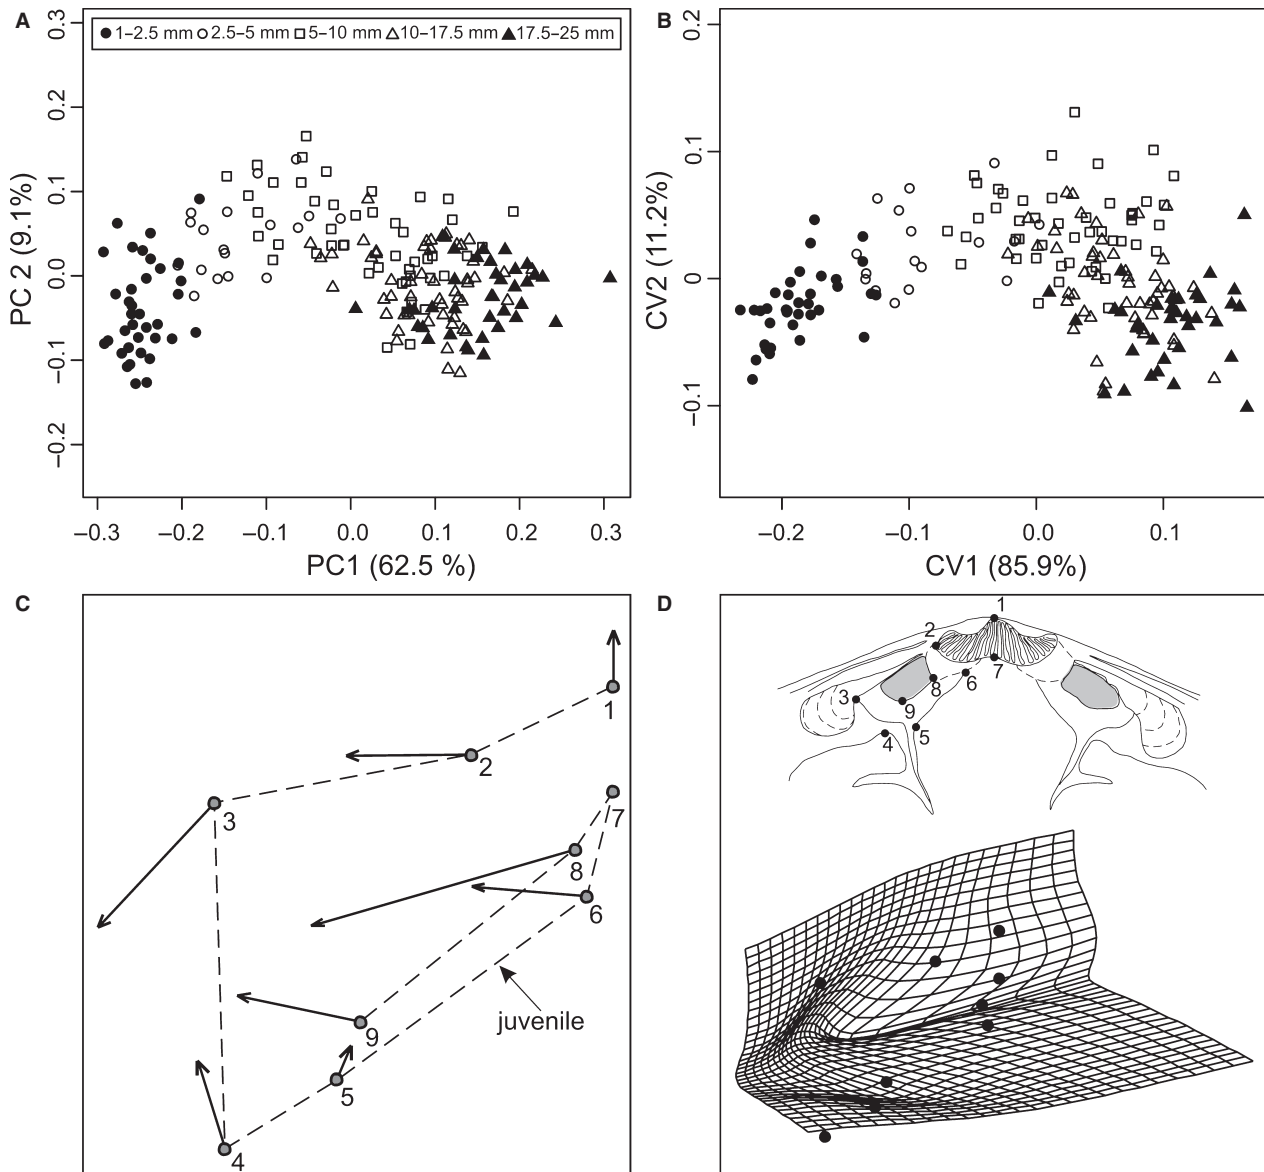 A
1–2.5 mm 2.5–5 mm 5–10 mm 10–17.5 mm 17.5–25 mm
0.3
0.2
0.1
0.0
–0.1
–0.2
PC 2 (9.1%)
–0.3 –0.2 –0.1 0.0 0.1 0.2 0.3
PC1 (62.5 %)
B
0.2
0.1
0
–0.1
CV2 (11.2%)
–0.2 –0.1 0.0 0.1
CV1 (85.9%)
C
1
2
3
7
8
6
9
juvenile
5
4
D
1
2
7
6
8
3
9
5
4